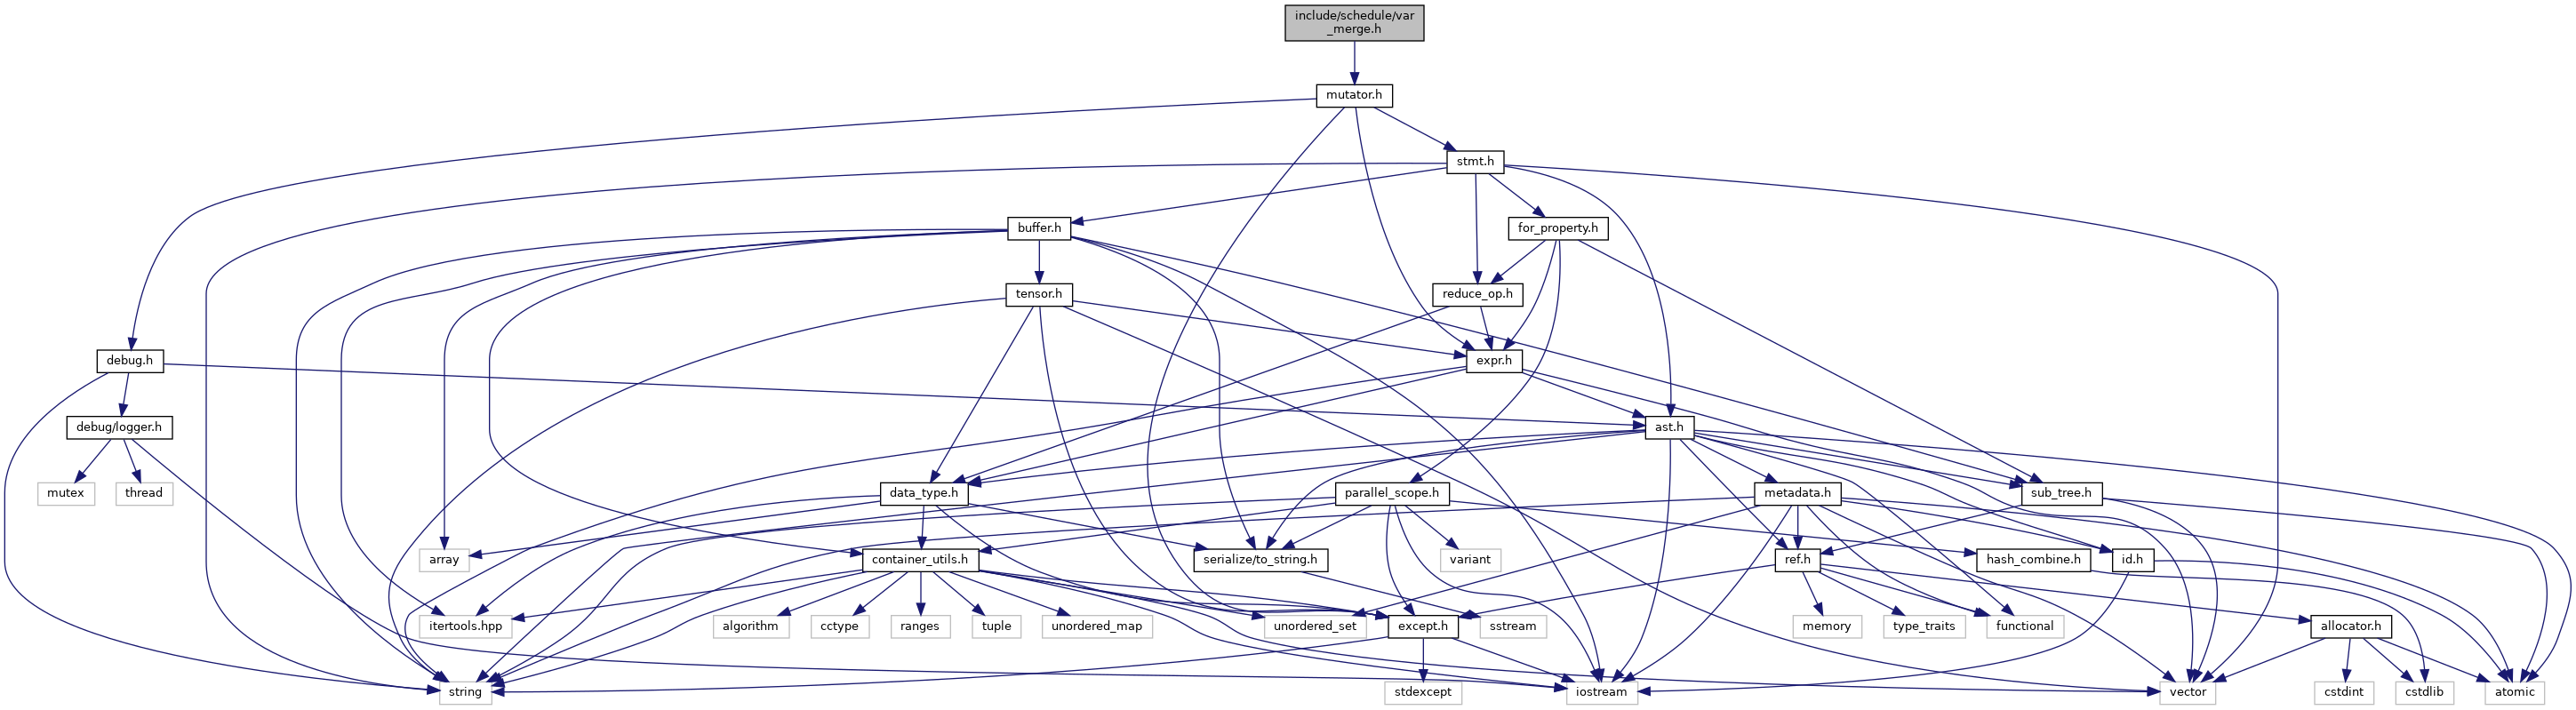 include/schedule/var
_merge.h
mutator.h
stmt.h
buffer.h
for_property.h
tensor.h
reduce_op.h
debug.h
expr.h
debug/logger.h
ast.h
mutex
thread
data_type.h
parallel_scope.h
metadata.h
sub_tree.h
array
container_utils.h
serialize/to_string.h
variant
ref.h
hash_combine.h
id.h
itertools.hpp
algorithm
cctype
ranges
tuple
unordered_map
unordered_set
except.h
sstream
memory
type_traits
functional
allocator.h
string
stdexcept
iostream
vector
cstdint
cstdlib
atomic